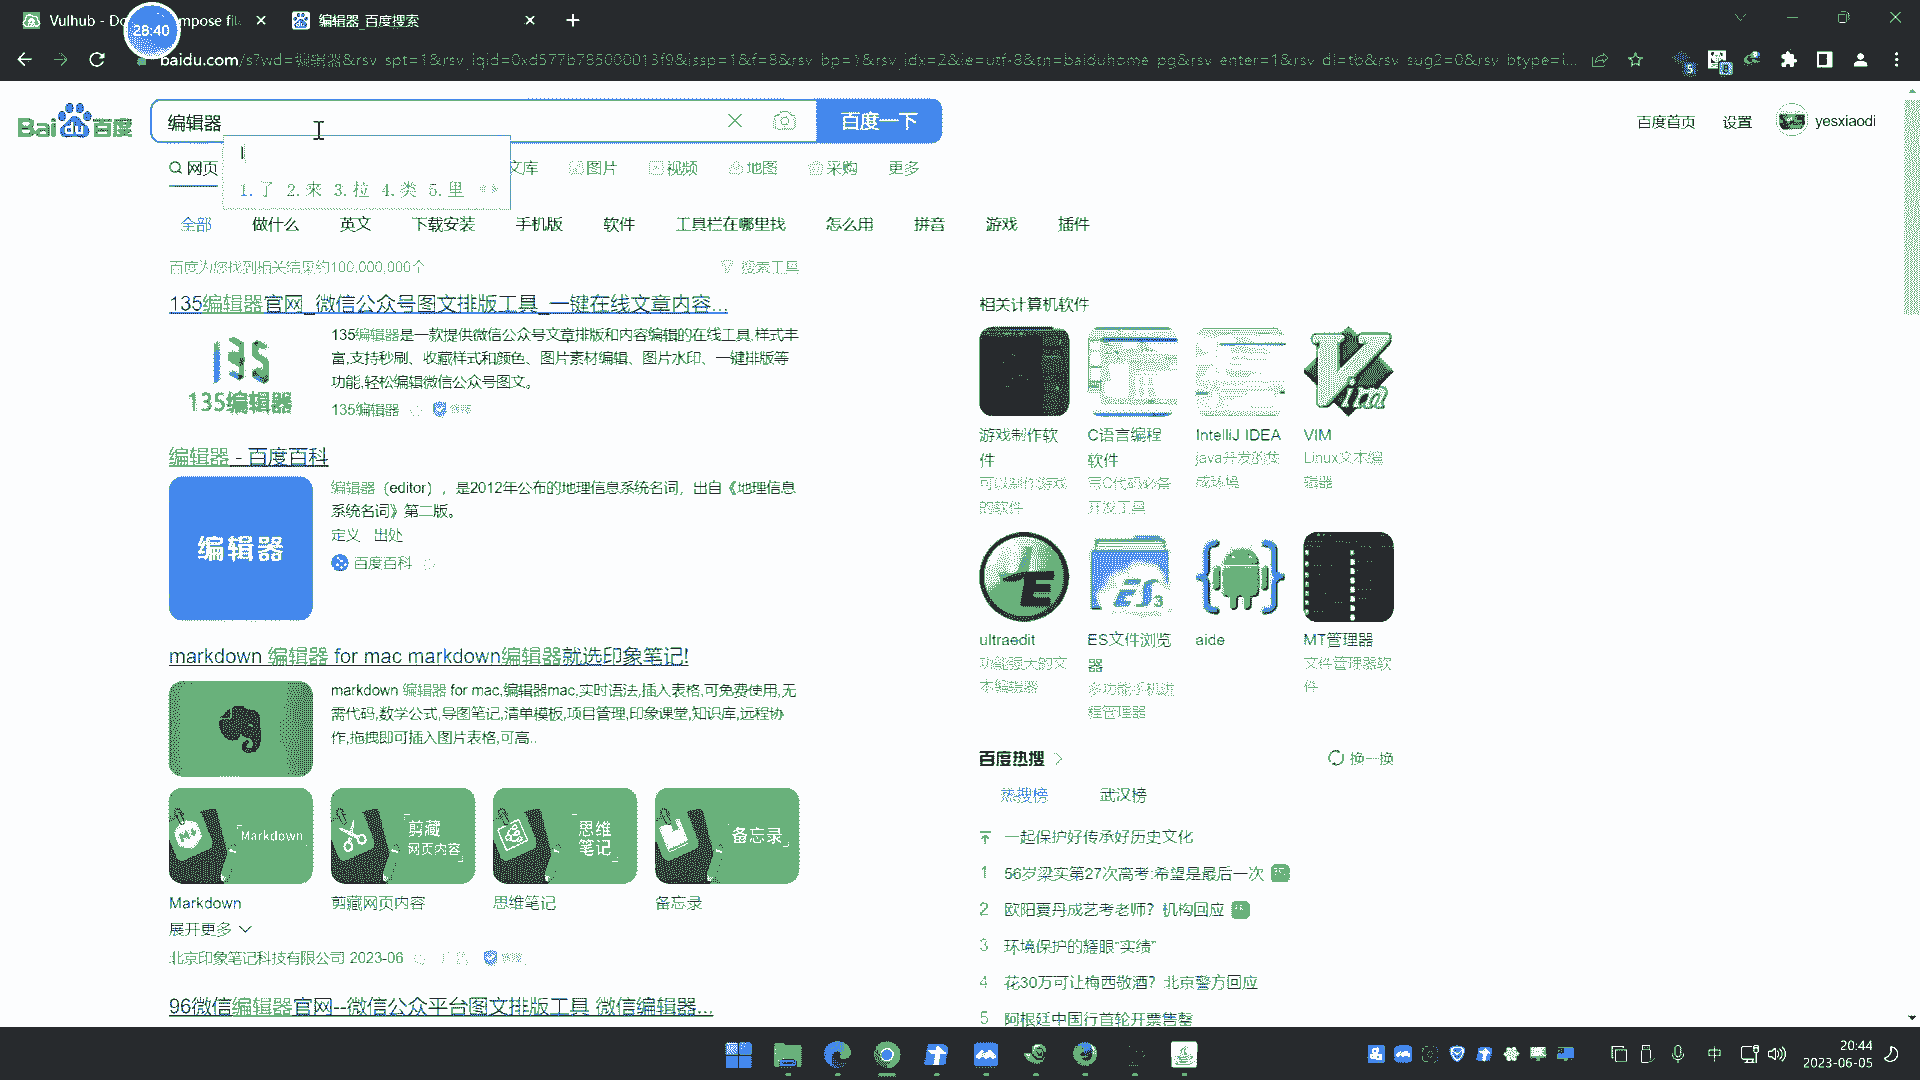 Vulhub - Do
mpose fil
28:40
编辑器_百度搜索
baidu.com/s?wd=编辑器&rsv_spt=1&rsv_iqid=0xd577b785000013f9&issp=1&f=8&rsv_bp=1&rsv_idx=2&ie=utf-8&tn=baiduhome_pg&rsv_enter=1&rsv_dl=tb&rsv_sug2=0&rsv_btype=i...
5
Bai du 百度
编辑器
百度一下
百度首页
设置
yesxiaodi
l
1.了 2.来 3.拉 4.类 5.里
网页
文库
图片
视频
地图
采购
更多
全部 做什么 英文 下载安装 手机版 软件 工具栏在哪里找 怎么用 拼音 游戏 插件
百度为您找到相关结果约100,000,000个
搜索工具
135编辑器官网_微信公众号图文排版工具_一键在线文章内容...
135
135编辑器
135编辑器是一款提供微信公众号文章排版和内容编辑的在线工具,样式丰
富,支持秒刷、收藏样式和颜色、图片素材编辑、图片水印、一键排版等
功能,轻松编辑微信公众号图文。
135编辑器
编辑器 - 百度百科
编辑器
编辑器（editor），是2012年公布的地理信息系统名词，出自《地理信息
系统名词》第二版。
定义 出处
百度百科
markdown 编辑器 for mac markdown编辑器就选印象笔记!
markdown 编辑器 for mac,编辑器mac,实时语法,插入表格,可免费使用,无
需代码,数学公式,导图笔记,清单模板,项目管理,印象课堂,知识库,远程协
作,拖拽即可插入图片表格,可高..
Markdown
剪藏
网页内容
思维
笔记
备忘录
Markdown
剪藏网页内容
思维笔记
备忘录
展开更多
北京印象笔记科技有限公司 2023-06
96微信编辑器官网--微信公众平台图文排版工具 微信编辑器...
相关计算机软件
Vim
游戏制作软
件
可以制作游戏
的软件
C语言编程
软件
写C代码必备
开发工具
IntelliJ IDEA
java开发的集
成环境
VIM
Linux文本编
辑器
ultraedit
功能强大的文
本编辑器
ES文件浏览
器
多功能手机进
程管理器
aide
MT管理器
文件管理器软
件
百度热搜
换一换
热搜榜
武汉榜
一起保护好传承好历史文化
1 56岁梁实第27次高考:希望是最后一次
2 欧阳夏丹成艺考老师？机构回应
3 环境保护的耀眼“实绩”
4 花30万可让梅西敬酒？北京警方回应
5 阿根廷中国行首轮开票售罄
中
20:44
2023-06-05